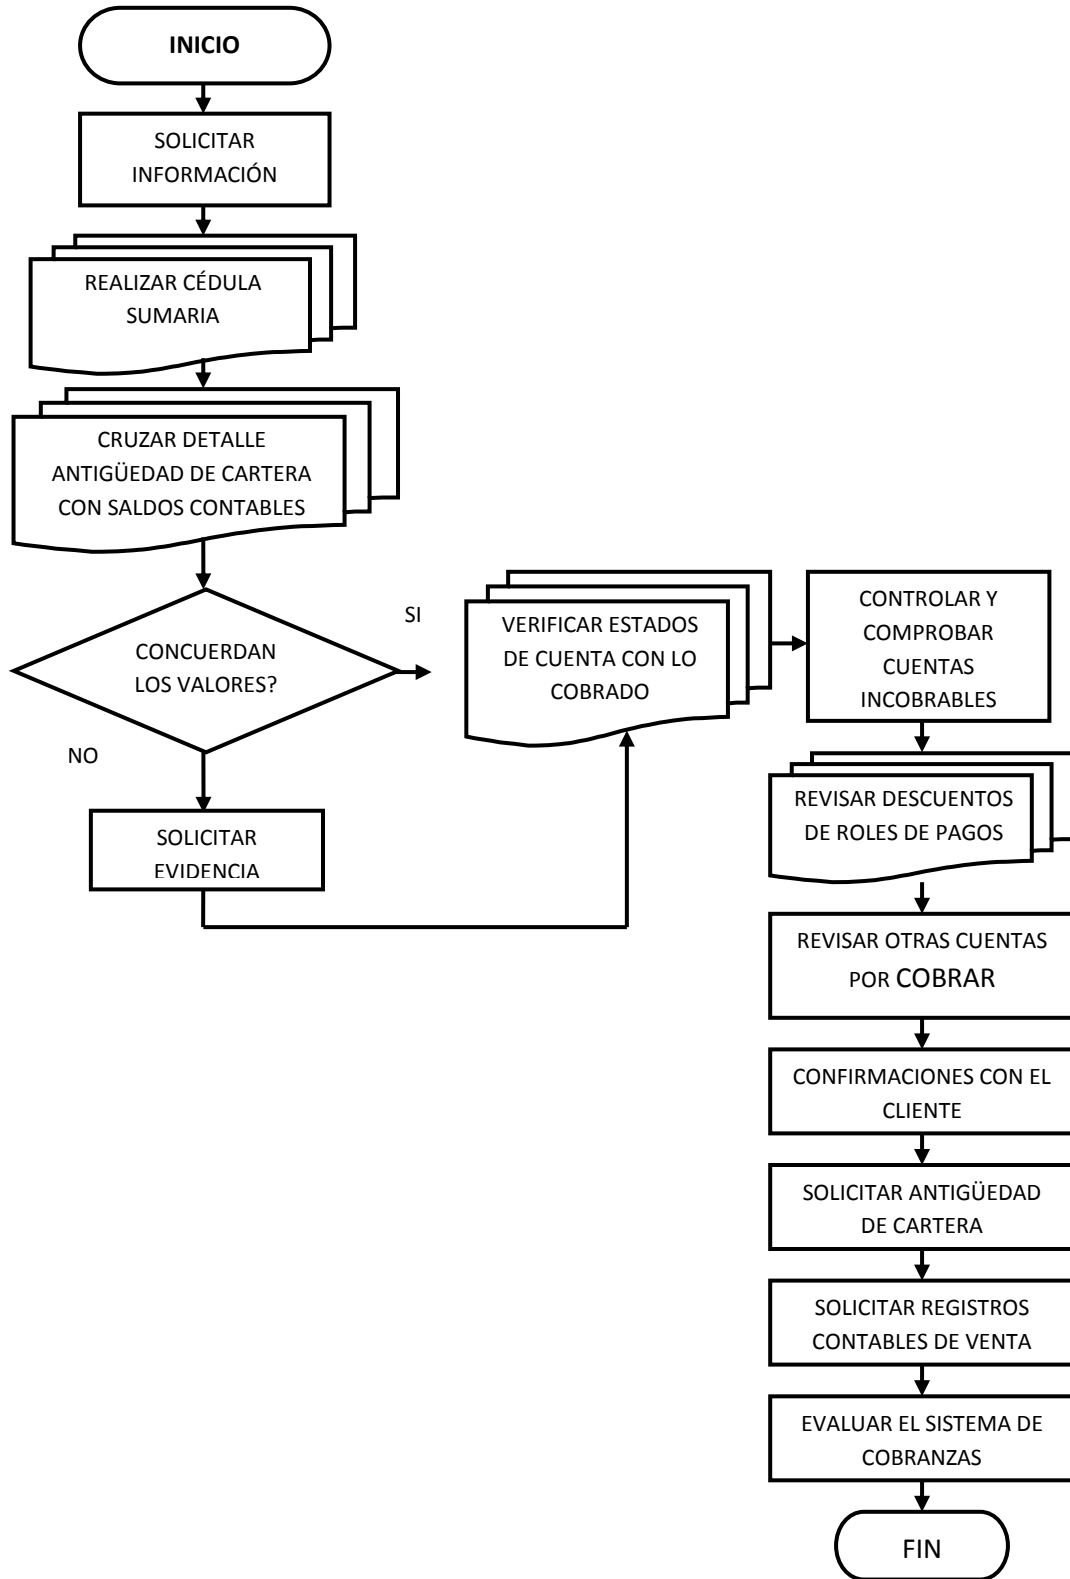 INICIO
SOLICITAR
INFORMACIÓN
REALIZAR CÉDULA
SUMARIA
CRUZAR DETALLE
ANTIGÜEDAD DE CARTERA
CON SALDOS CONTABLES
CONCUERDAN
LOS VALORES?
SI
NO
SOLICITAR
EVIDENCIA
VERIFICAR ESTADOS
DE CUENTA CON LO
COBRADO
CONTROLAR Y
COMPROBAR
CUENTAS
INCOBRABLES
REVISAR DESCUENTOS
DE ROLES DE PAGOS
REVISAR OTRAS CUENTAS
POR COBRAR
CONFIRMACIONES CON EL
CLIENTE
SOLICITAR ANTIGÜEDAD
DE CARTERA
SOLICITAR REGISTROS
CONTABLES DE VENTA
EVALUAR EL SISTEMA DE
COBRANZAS
FIN